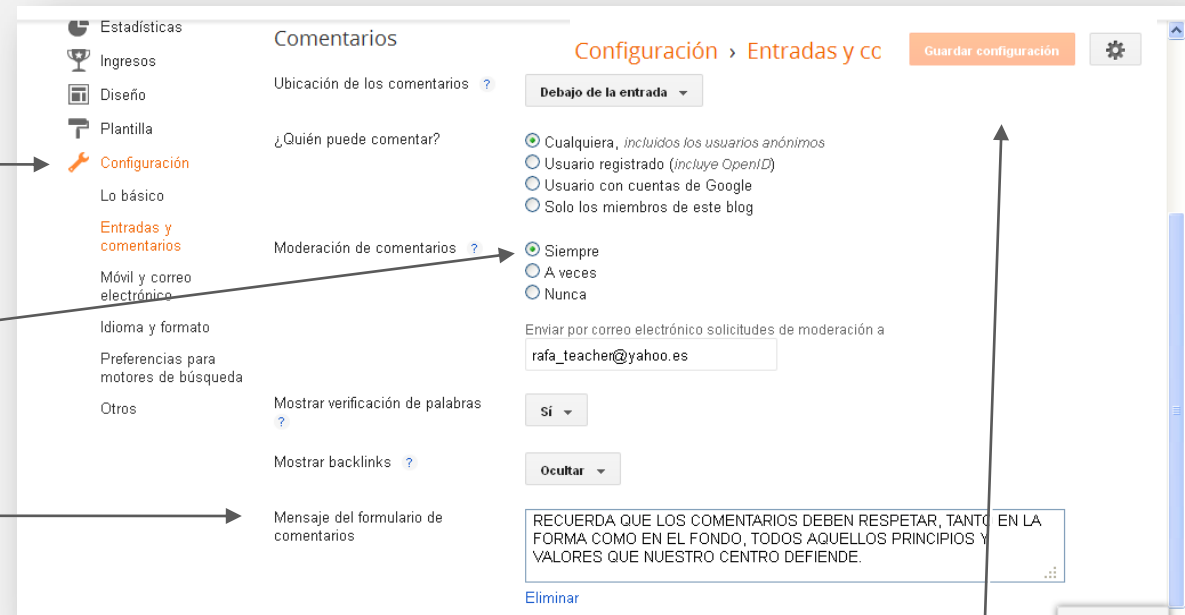 Estadísticas
Ingresos
Diseño
Plantilla
Configuración
Lo básico
Entradas y
comentarios
Móvil y correo
electrónico
Idioma y formato
Preferencias para
motores de búsqueda
Otros
Configuración › Entradas y co
Guardar configuración
Comentarios
Ubicación de los comentarios ?
Debajo de la entrada
¿Quién puede comentar?
Cualquiera, incluidos los usuarios anónimos
Usuario registrado (incluye OpenID)
Usuario con cuentas de Google
Solo los miembros de este blog
Moderación de comentarios ?
Siempre
A veces
Nunca
Enviar por correo electrónico solicitudes de moderación a
rafa_teacher@yahoo.es
Mostrar verificación de palabras
?
Sí
Mostrar backlinks ?
Ocultar
Mensaje del formulario de
comentarios
RECUERDA QUE LOS COMENTARIOS DEBEN RESPETAR, TANTO EN LA
FORMA COMO EN EL FONDO, TODOS AQUELLOS PRINCIPIOS Y
VALORES QUE NUESTRO CENTRO DEFIENDE.
Eliminar